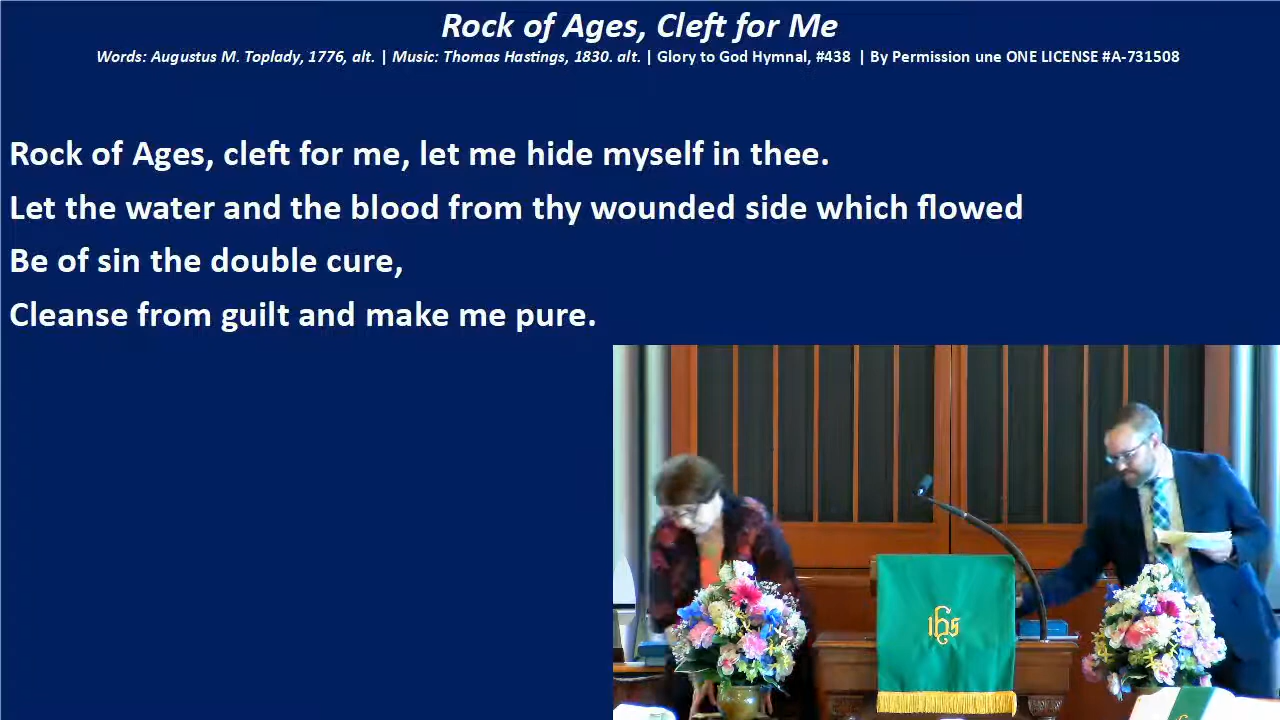 Rock of Ages, Cleft for Me
Words: Augustus M. Toplady, 1776, alt. | Music: Thomas Hastings, 1830. alt. | Glory to God Hymnal, #438 | By Permission une ONE LICENSE #A-731508
Rock of Ages, cleft for me, let me hide myself in thee.
Let the water and the blood from thy wounded side which flowed
Be of sin the double cure,
Cleanse from guilt and make me pure.
ihs